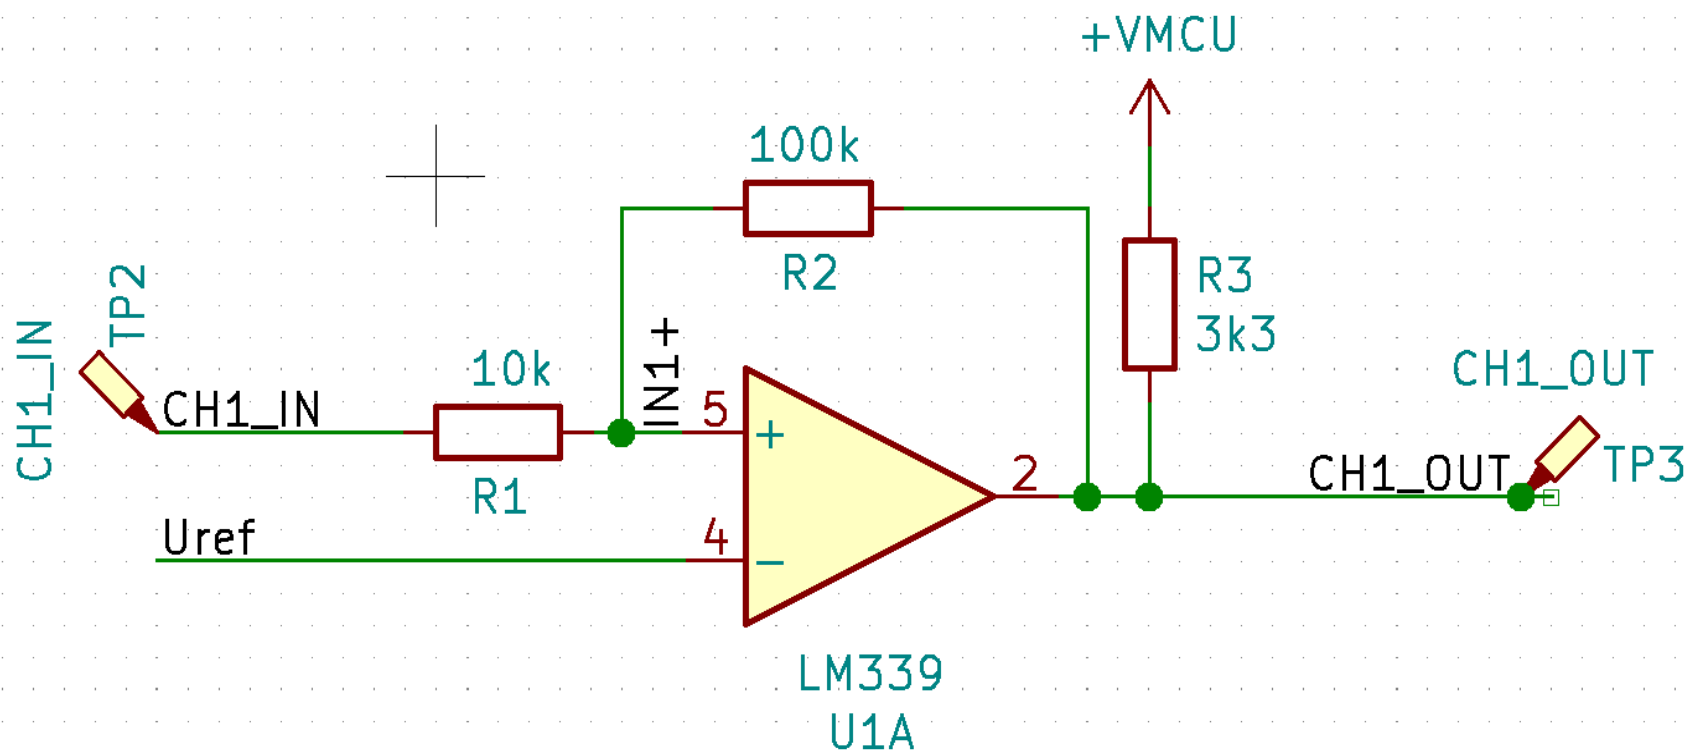 +VMCU
100k
R2
R3
3k3
TP2
CH1_IN
10k
CH1_IN
R1
IN1+
5
+
2
CH1_OUT
CH1_OUT
TP3
Uref
4
−
LM339
U1A